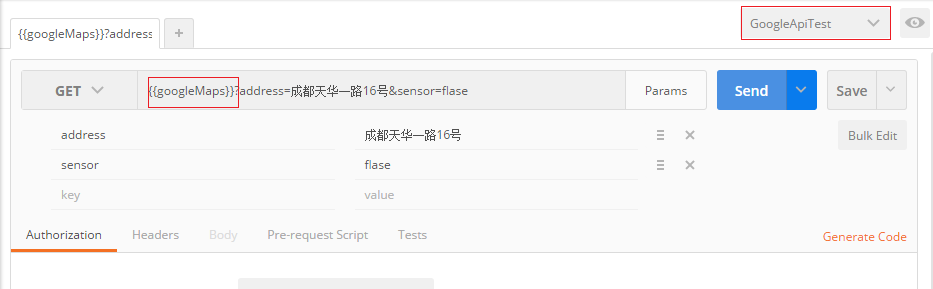 GoogleApiTest
{{googleMaps}}?address +
GET {{googleMaps}}?address=成都天华一路16号&sensor=flase Params Send Save
address 成都天华一路16号 Bulk Edit
sensor flase
key value
Authorization Headers Body Pre-request Script Tests Generate Code